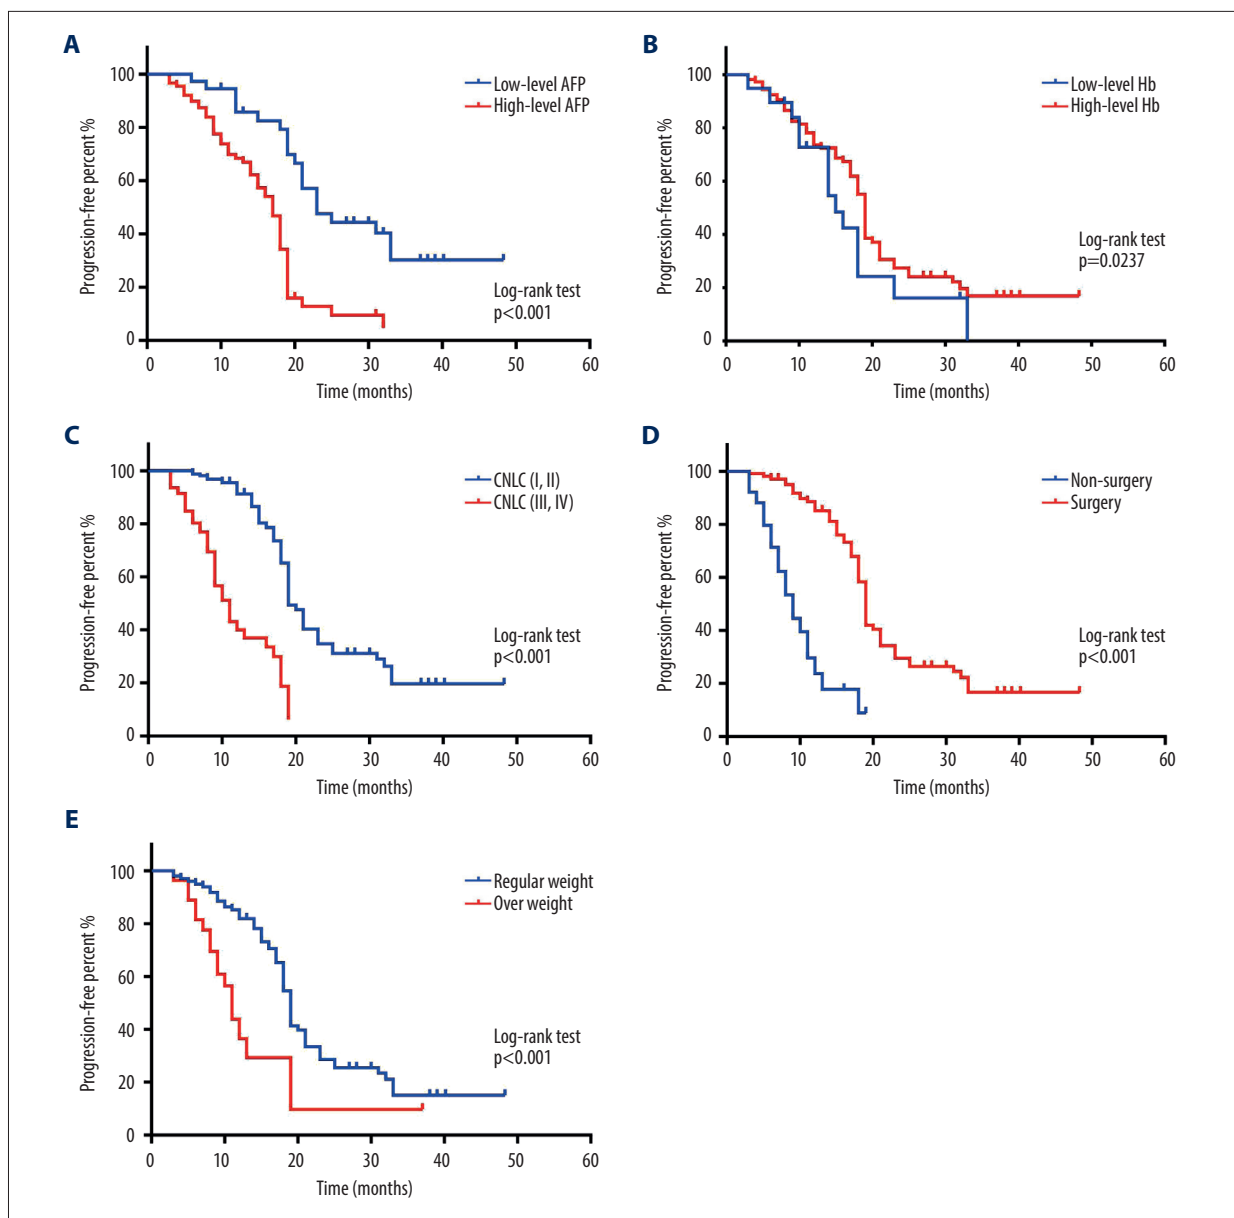 A
Progression-free percent %
100
80
60
40
20
0
Low-level AFP
High-level AFP
Log-rank test
p<0.001
0 10 20 30 40 50 60
Time (months)
B
Progression-free percent %
100
80
60
40
20
0
Low-level Hb
High-level Hb
Log-rank test
p=0.0237
0 10 20 30 40 50 60
Time (months)
C
Progression-free percent %
100
80
60
40
20
0
CNLC (I, II)
CNLC (III, IV)
Log-rank test
p<0.001
0 10 20 30 40 50 60
Time (months)
D
Progression-free percent %
100
80
60
40
20
0
Non-surgery
Surgery
Log-rank test
p<0.001
0 10 20 30 40 50 60
Time (months)
E
Progression-free percent %
100
80
60
40
20
0
Regular weight
Over weight
Log-rank test
p<0.001
0 10 20 30 40 50 60
Time (months)